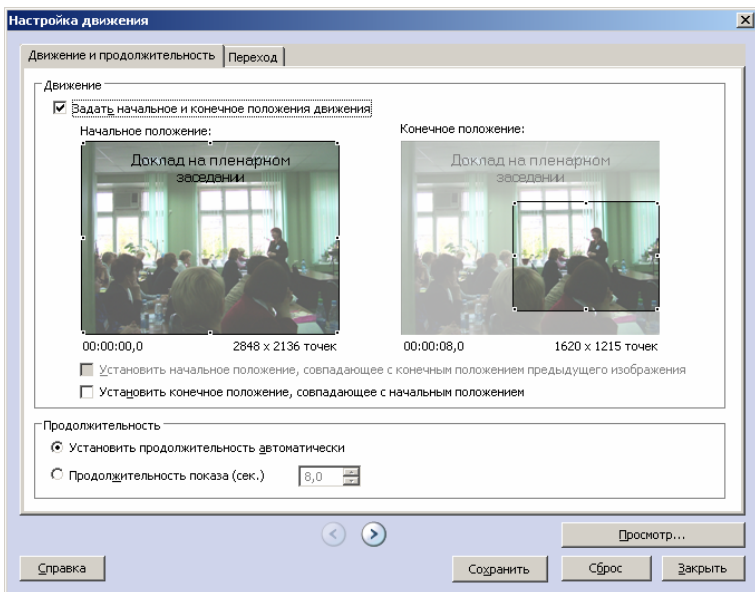 Настройка движения
Движение и продолжительность
Переход
Движение
Задать начальное и конечное положения движения
Начальное положение:
Конечное положение:
Доклад на пленарном
заседании
Доклад на пленарном
заседании
00:00:00,0
2848 x 2136 точек
00:00:08,0
1620 x 1215 точек
Установить начальное положение, совпадающее с конечным положением предыдущего изображения
Установить конечное положение, совпадающее с начальным положением
Продолжительность
Установить продолжительность автоматически
Продолжительность показа (сек.)
8,0
Просмотр...
Справка
Сохранить
Сброс
Закрыть